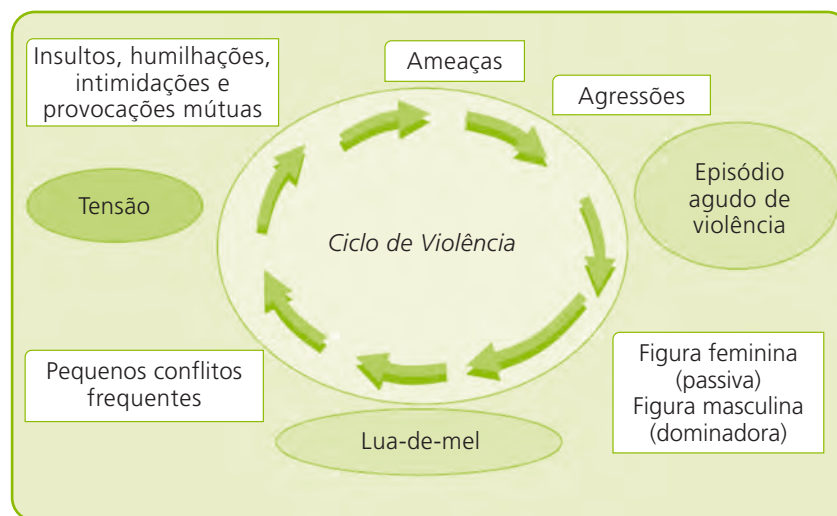 Insultos, humilhações,
intimidações e
provocações mútuas
Ameaças
Agressões
Tensão
Episódio
agudo de
violência
Ciclo de Violência
Pequenos conflitos
frequentes
Figura feminina
(passiva)
Figura masculina
(dominadora)
Lua-de-mel